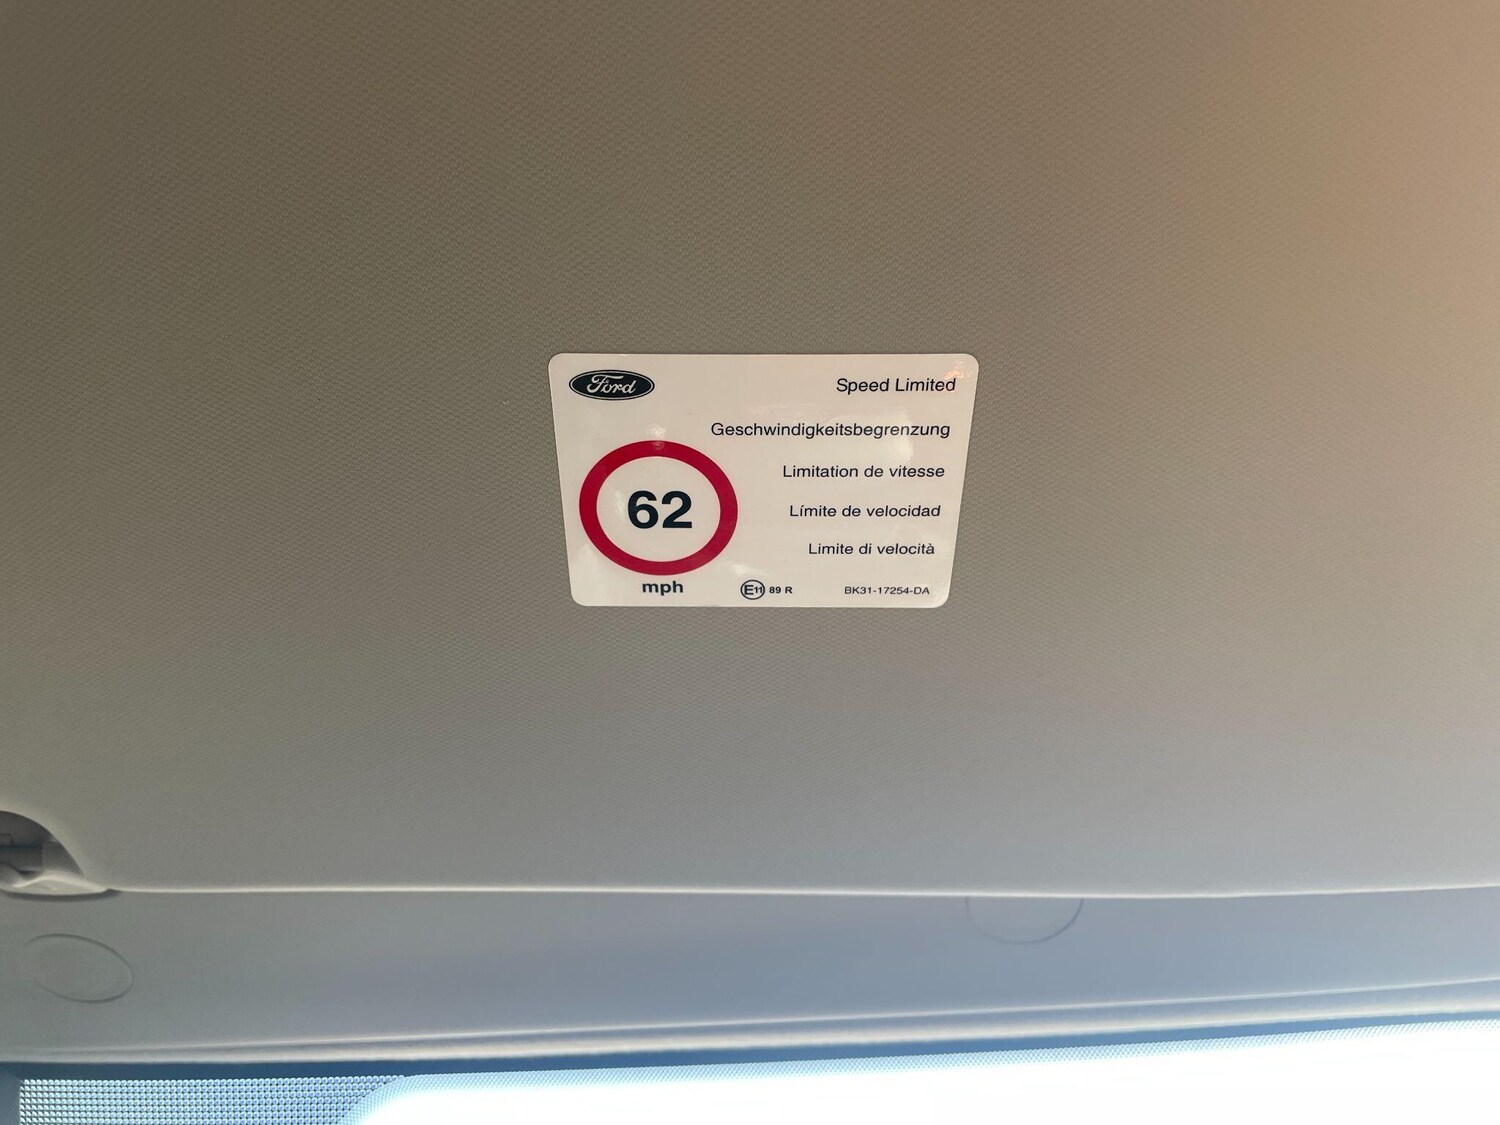 Ford
Speed Limited
Geschwindigkeitsbegrenzung
Limitation de vitesse
62
Límite de velocidad
Limite di velocità
mph
E11 89 R
BK31-17254-DA